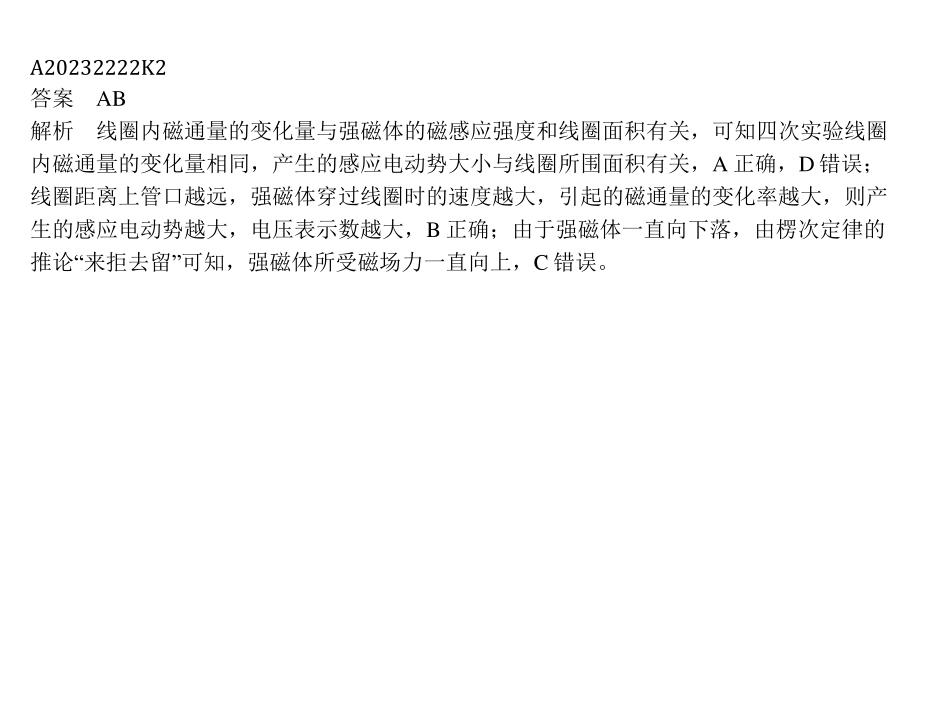 A20232222K2
答案　AB
解析　线圈内磁通量的变化量与强磁体的磁感应强度和线圈面积有关，可知四次实验线圈
内磁通量的变化量相同，产生的感应电动势大小与线圈所围面积有关，A 正确，D 错误；
线圈距离上管口越远，强磁体穿过线圈时的速度越大，引起的磁通量的变化率越大，则产
生的感应电动势越大，电压表示数越大，B 正确；由于强磁体一直向下落，由楞次定律的
推论“来拒去留”可知，强磁体所受磁场力一直向上，C 错误。